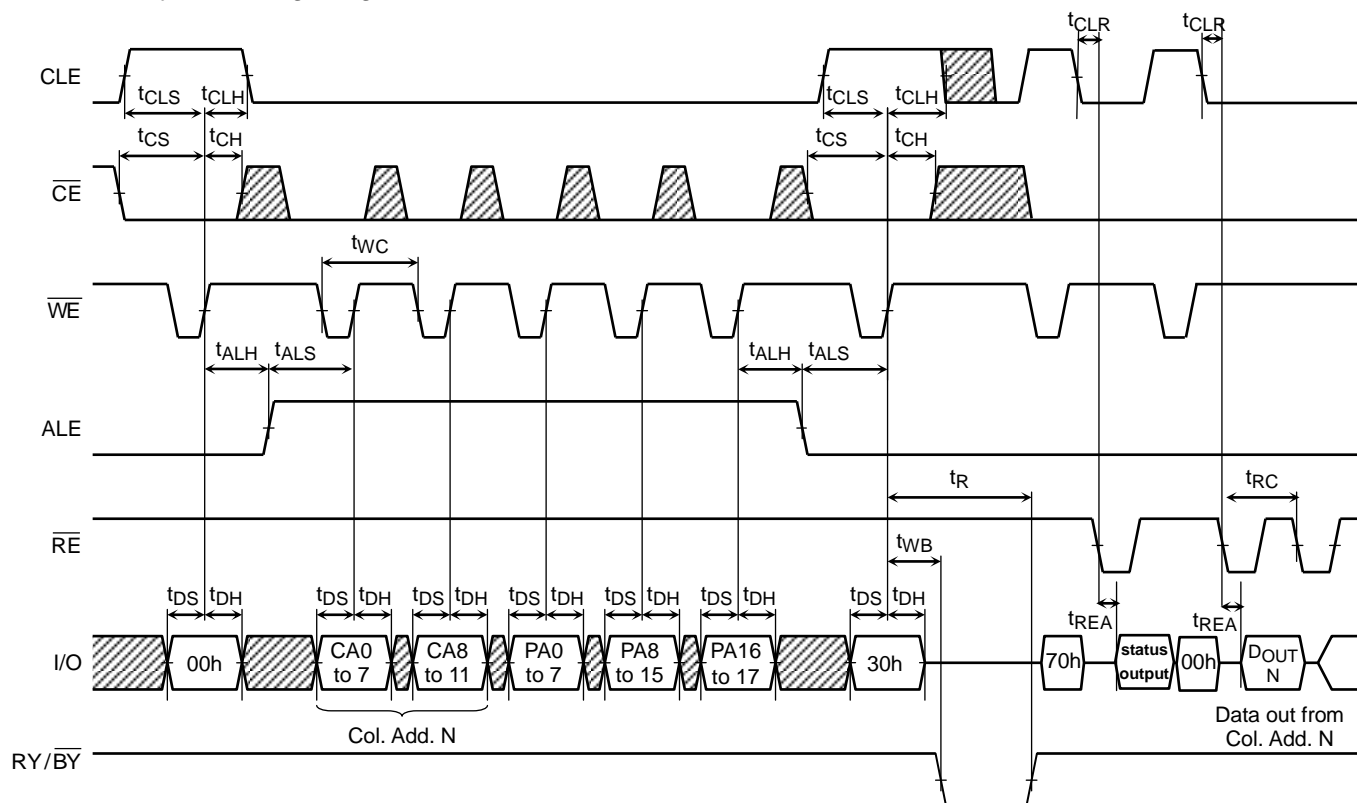 tCLR tCLR
CLE
tCLS tCLH tCLS tCLH
tCS tCH tCS tCH
CE
tWC
WE
tALH tALS tALH tALS
ALE
tR tRC
RE
tWB
tDS tDH tDS tDH tDS tDH tDS tDH tDS tDH tDS tDH tDS tDH
tREA tREA
I/O 00h CA0 to 7 CA8 to 11 PA0 to 7 PA8 to 15 PA16 to 17 30h 70h status output 00h DOUT N
Col. Add. N
Data out from
Col. Add. N
RY/BY